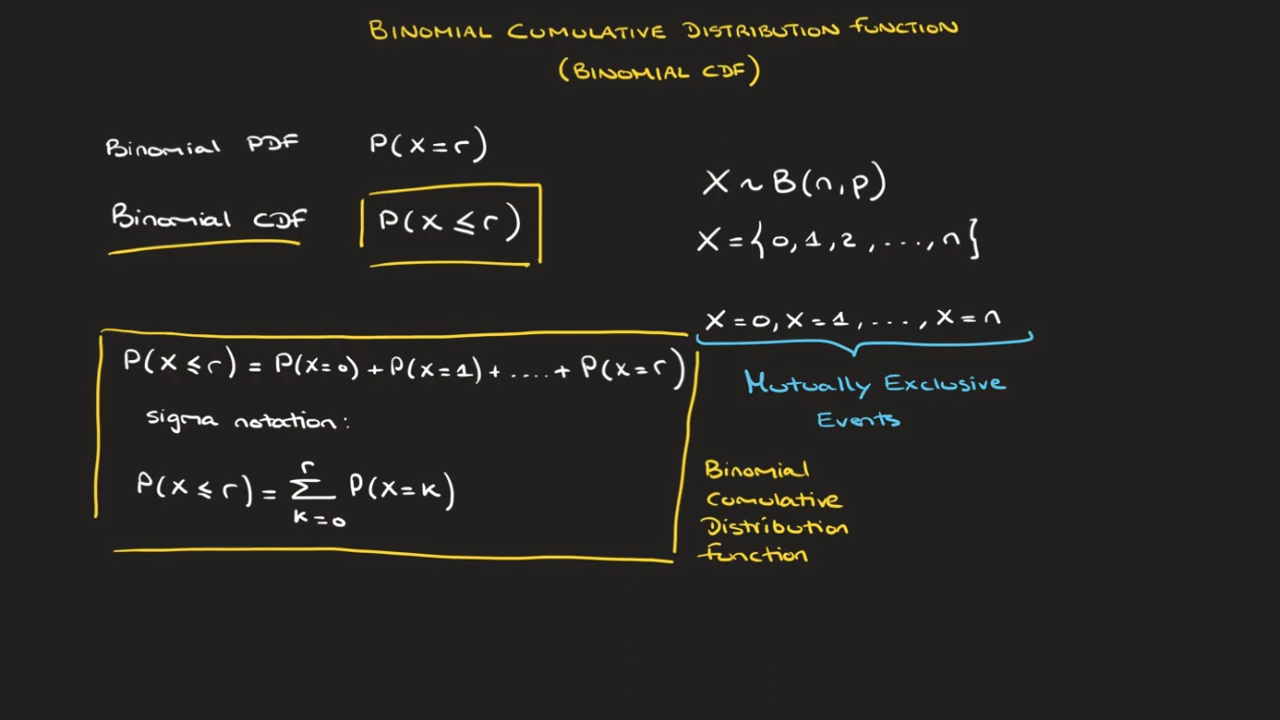 BINOMIAL CUMULATIVE DISTRIBUTION FUNCTION
(BINOMIAL CDF)
Binomial PDF P(X=r)
Binomial CDF P(X≤r)
X~B(n,p)
X={0,1,2,...,n}
X=0,X=1,...,X=n
Mutually Exclusive
Events
P(X≤r)=P(X=0)+P(X=1)+....+P(X=r)
sigma notation:
P(X≤r)=∑_{k=0}^{r} P(X=k)
Binomial
Cumulative
Distribution
function